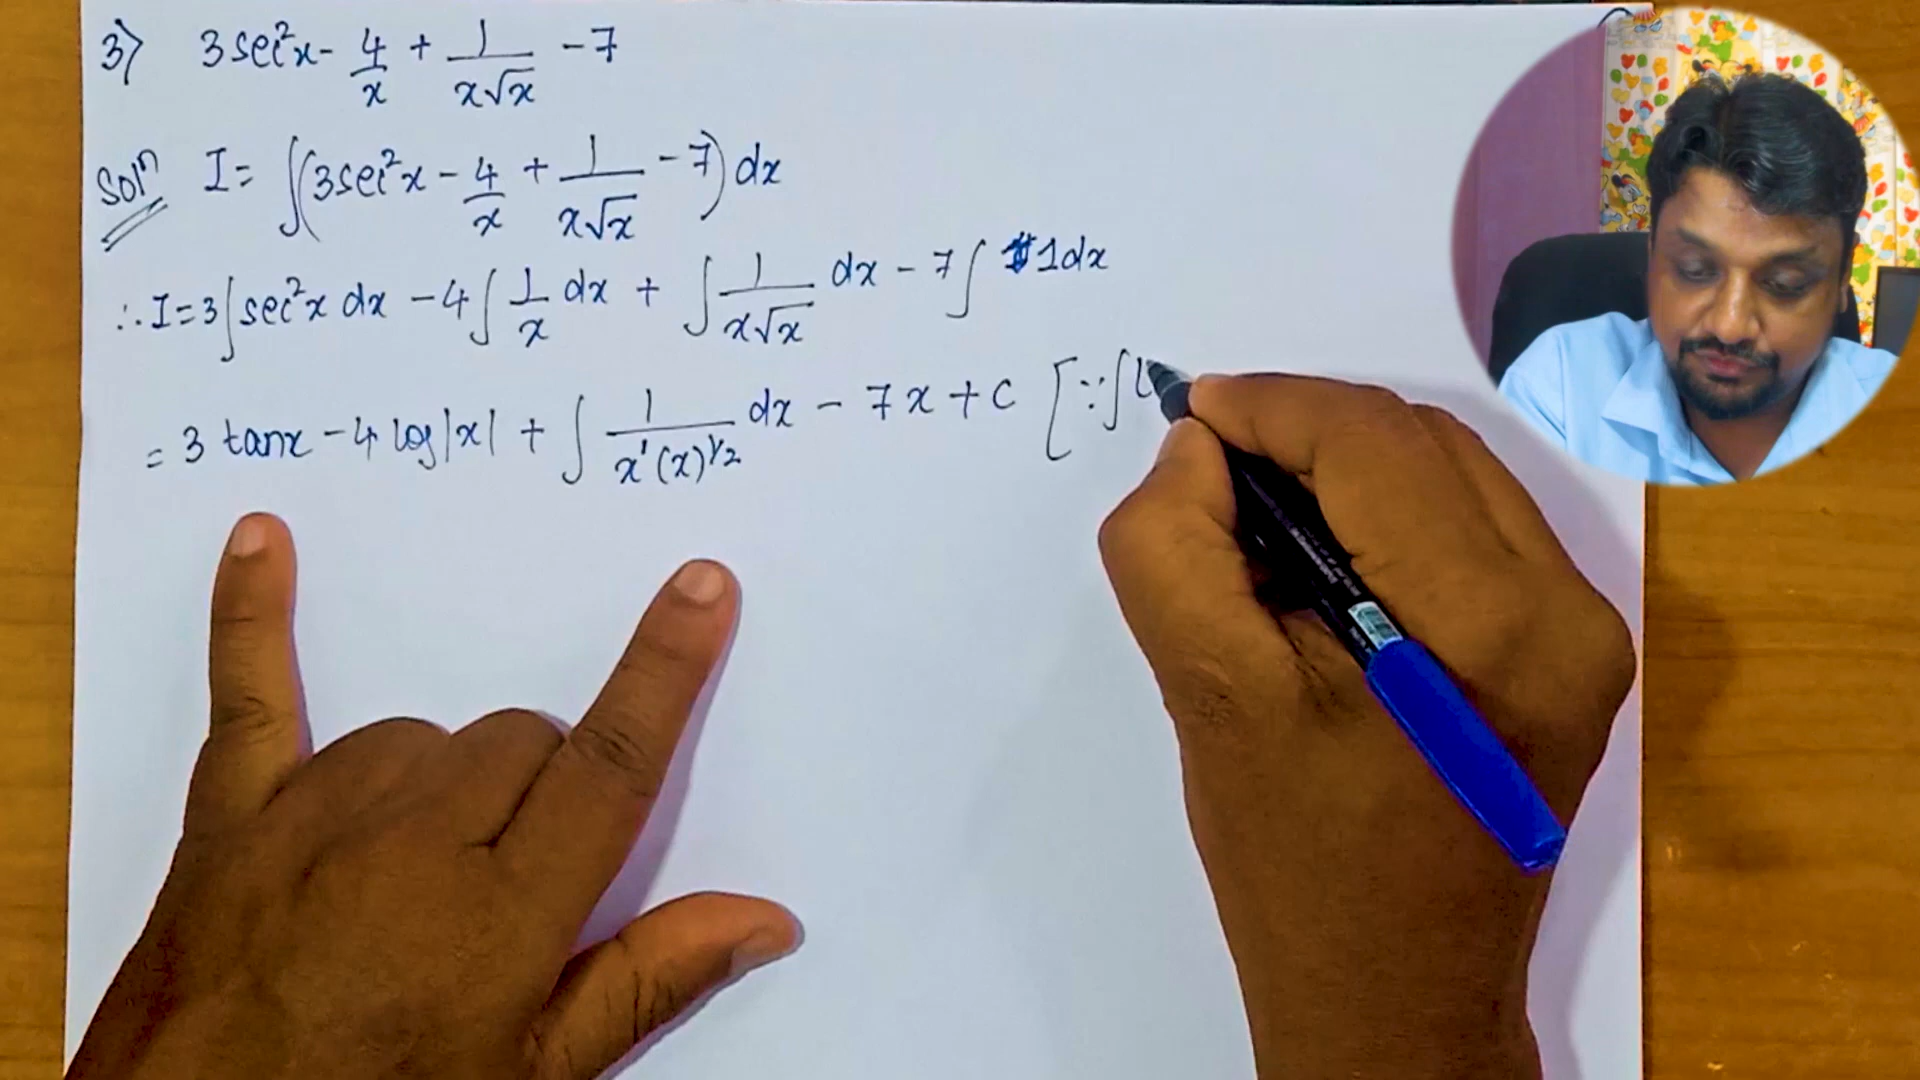 3) 3sec²x - 4/x + 1/(x√x) - 7
Soln I = ∫(3sec²x - 4/x + 1/(x√x) - 7) dx
∴ I = 3∫sec²x dx - 4∫1/x dx + ∫1/(x√x) dx - 7∫1dx
= 3 tanx - 4 log|x| + ∫ 1/(x¹(x)^1/2) dx - 7x + c [∵ ∫